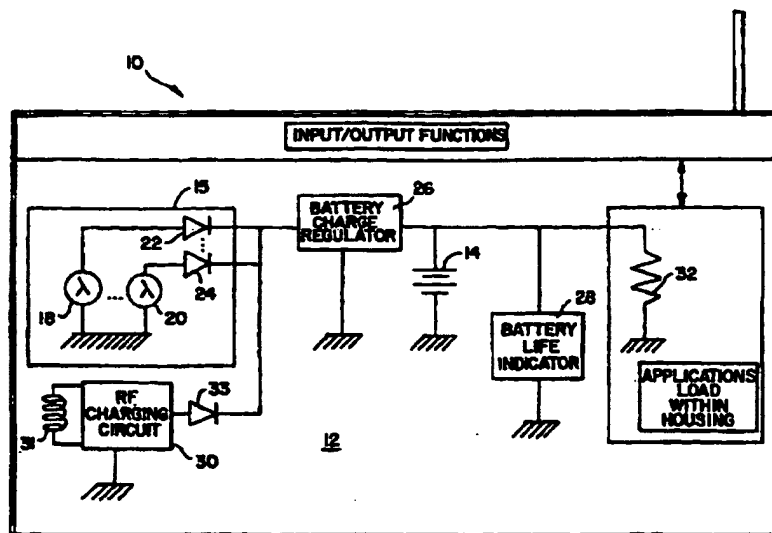 10
INPUT/OUTPUT FUNCTIONS
15
22
24
18
λ
...
λ
20
BATTERY
CHARGE
REGULATOR
26
14
28
BATTERY
LIFE
INDICATOR
32
APPLICATIONS
LOAD
WITHIN
HOUSING
31
RF
CHARGING
CIRCUIT
33
30
12